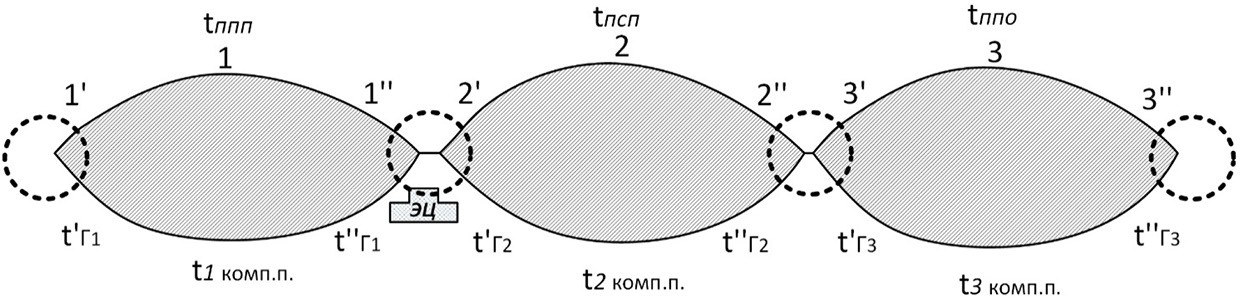 tппп tпсп tппо
1 2 3
1' 1'' 2' 2'' 3' 3''
ЭЦ
t'Г1 t''Г1 t'Г2 t''Г2 t'Г3 t''Г3
t1 комп.п. t2 комп.п. t3 комп.п.